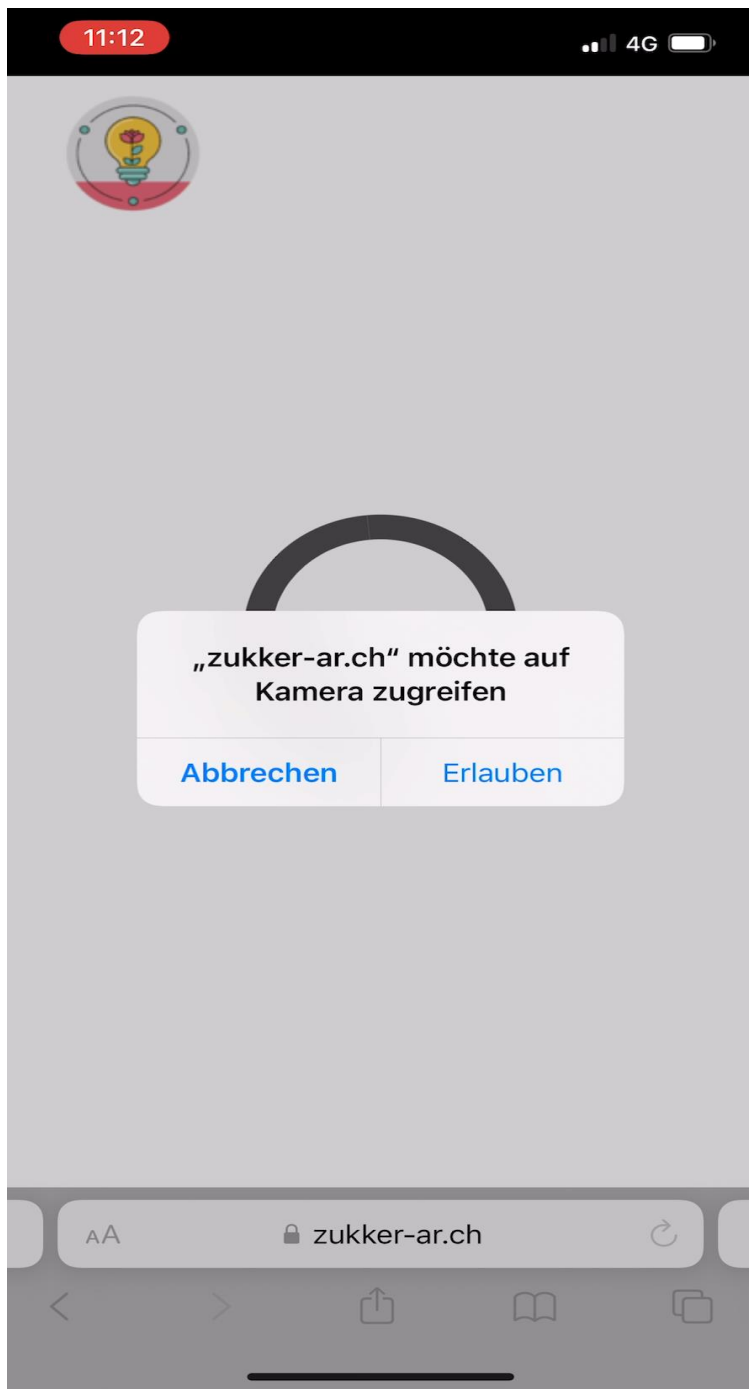 11:12
4G
„zukker-ar.ch“ möchte auf
Kamera zugreifen
Abbrechen
Erlauben
AA
zukker-ar.ch